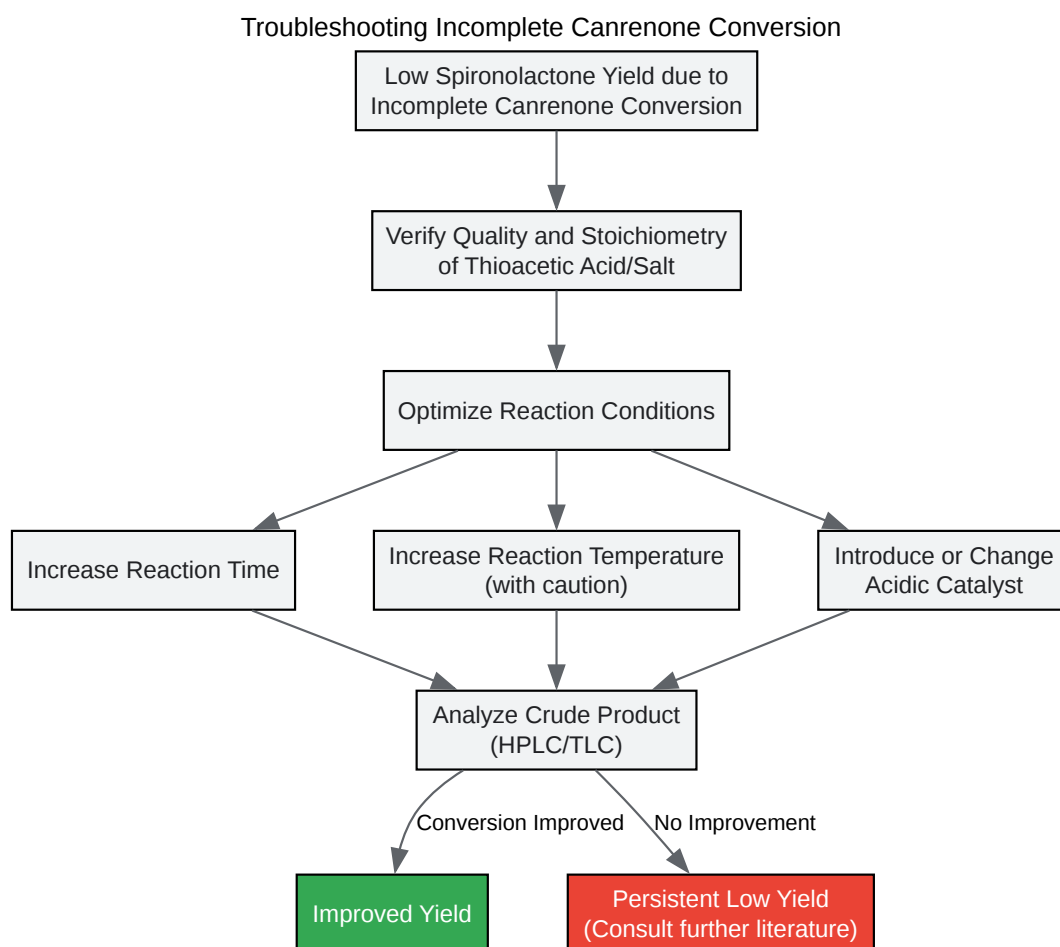 Troubleshooting Incomplete Canrenone Conversion
Low Spironolactone Yield due to
Incomplete Canrenone Conversion
Verify Quality and Stoichiometry
of Thioacetic Acid/Salt
Optimize Reaction Conditions
Increase Reaction Time
Increase Reaction Temperature
(with caution)
Introduce or Change
Acidic Catalyst
Analyze Crude Product
(HPLC/TLC)
Conversion Improved
No Improvement
Improved Yield
Persistent Low Yield
(Consult further literature)